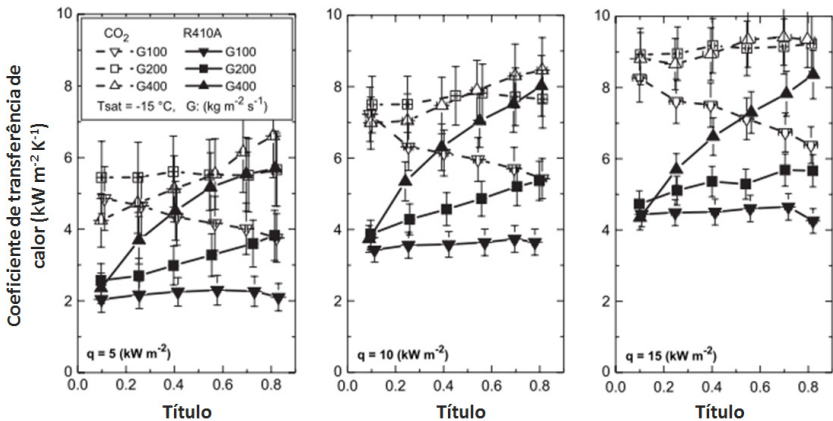 Coeficiente de transferência de
calor (kW m-2 K-1)
10
8
6
4
2
0
CO2 R410A
G100 G100
G200 G200
G400 G400
Tsat = -15 °C, G: (kg m-2 s-1)
q = 5 (kW m-2)
0.0 0.2 0.4 0.6 0.8
Título
10
8
6
4
2
0
q = 10 (kW m-2)
0.0 0.2 0.4 0.6 0.8
Título
10
8
6
4
2
0
q = 15 (kW m-2)
0.0 0.2 0.4 0.6 0.8
Título